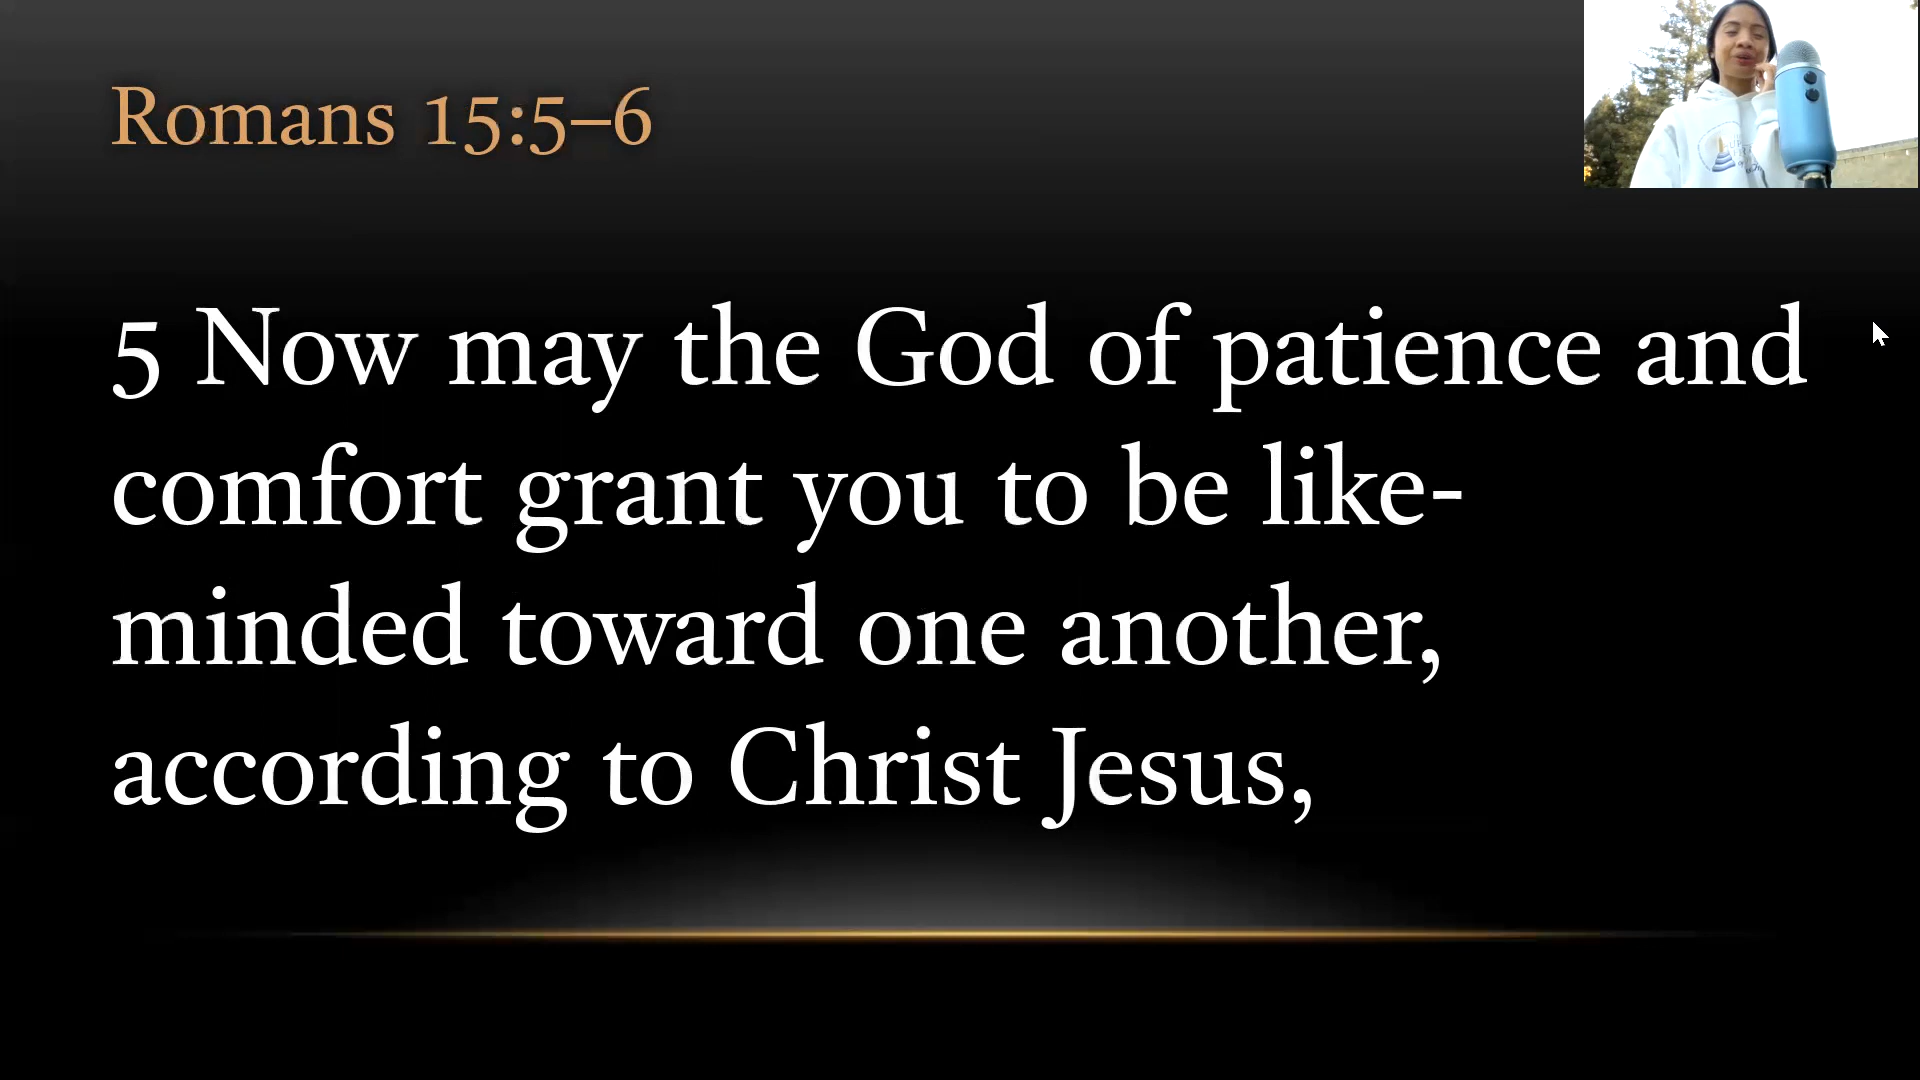 Romans 15:5–6
5 Now may the God of patience and
comfort grant you to be like-
minded toward one another,
according to Christ Jesus,